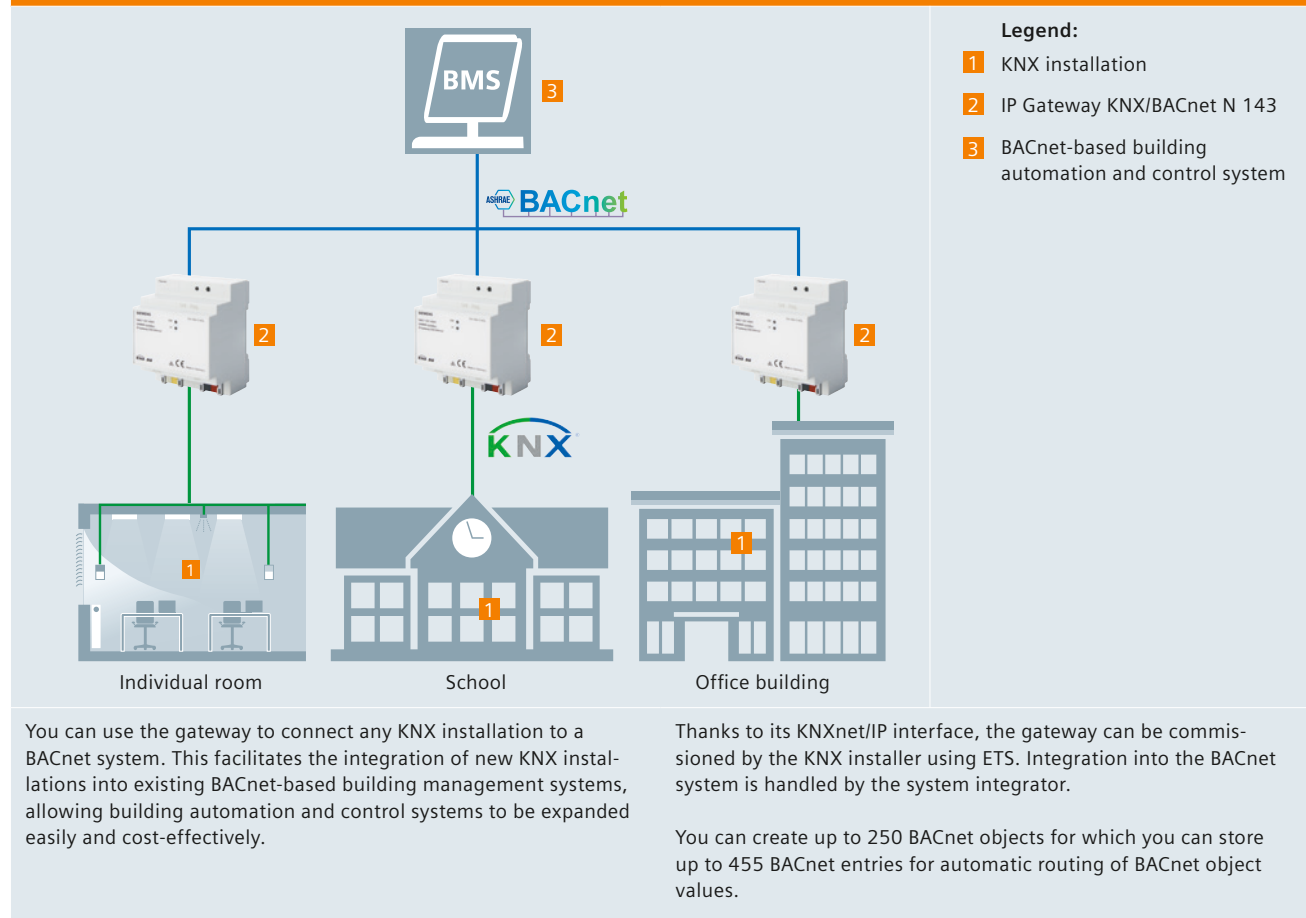 BMS
3
ASHRAE BACnet
2
2
2
KNX
1
1
1
Individual room
School
Office building
Legend:
1 KNX installation
2 IP Gateway KNX/BACnet N 143
3 BACnet-based building
automation and control system
You can use the gateway to connect any KNX installation to a
BACnet system. This facilitates the integration of new KNX instal-
lations into existing BACnet-based building management systems,
allowing building automation and control systems to be expanded
easily and cost-effectively.
Thanks to its KNXnet/IP interface, the gateway can be commis-
sioned by the KNX installer using ETS. Integration into the BACnet
system is handled by the system integrator.
You can create up to 250 BACnet objects for which you can store
up to 455 BACnet entries for automatic routing of BACnet object
values.